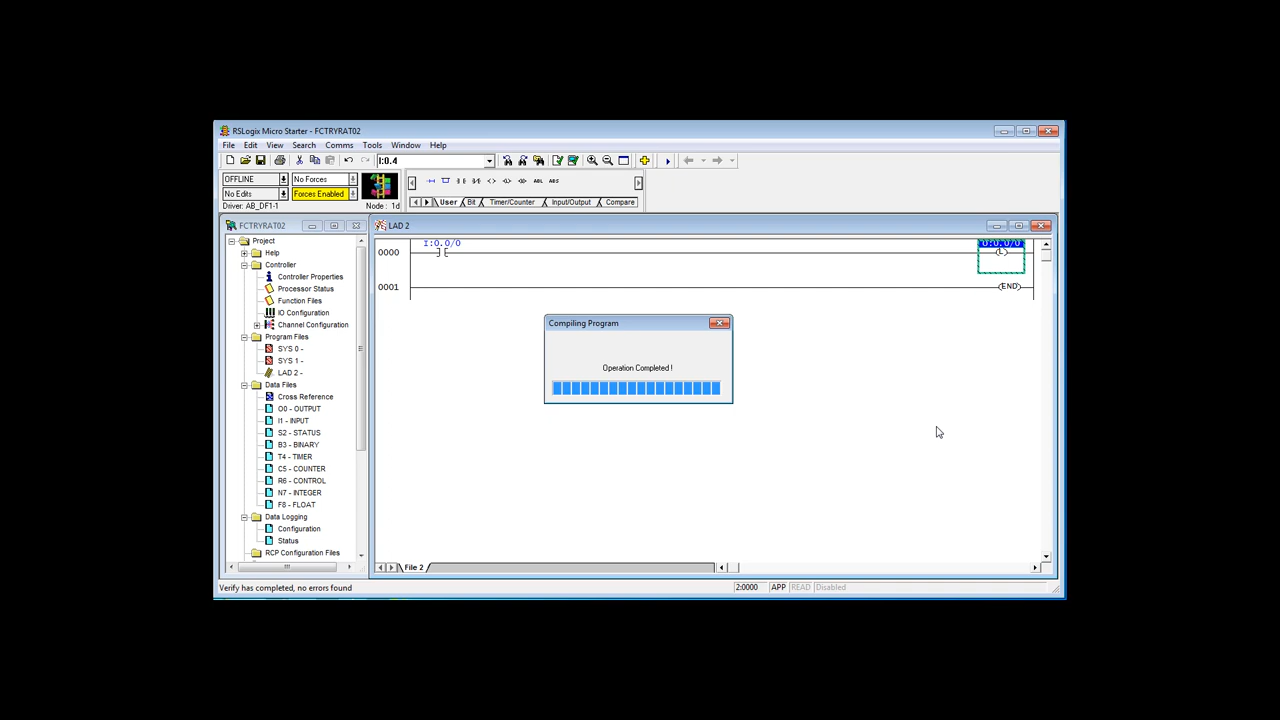 RSLogix Micro Starter - FCTRYRAT02
File Edit View Search Comms Tools Window Help
I:0.4
OFFLINE No Forces
No Edits Forces Enabled
Driver: AB_DF1-1 Node : 1d
ABL ABS
User Bit Timer/Counter Input/Output Compare
FCTRYRAT02
Project
Help
Controller
Controller Properties
Processor Status
Function Files
IO Configuration
Channel Configuration
Program Files
SYS 0 -
SYS 1 -
LAD 2 -
Data Files
Cross Reference
O0 - OUTPUT
I1 - INPUT
S2 - STATUS
B3 - BINARY
T4 - TIMER
C5 - COUNTER
R6 - CONTROL
N7 - INTEGER
F8 - FLOAT
Data Logging
Configuration
Status
RCP Configuration Files
LAD 2
I:0.0/0 O:0.0/0
0000 L
0001 END
Compiling Program
Operation Completed !
File 2
Verify has completed, no errors found 2:0000 APP READ Disabled